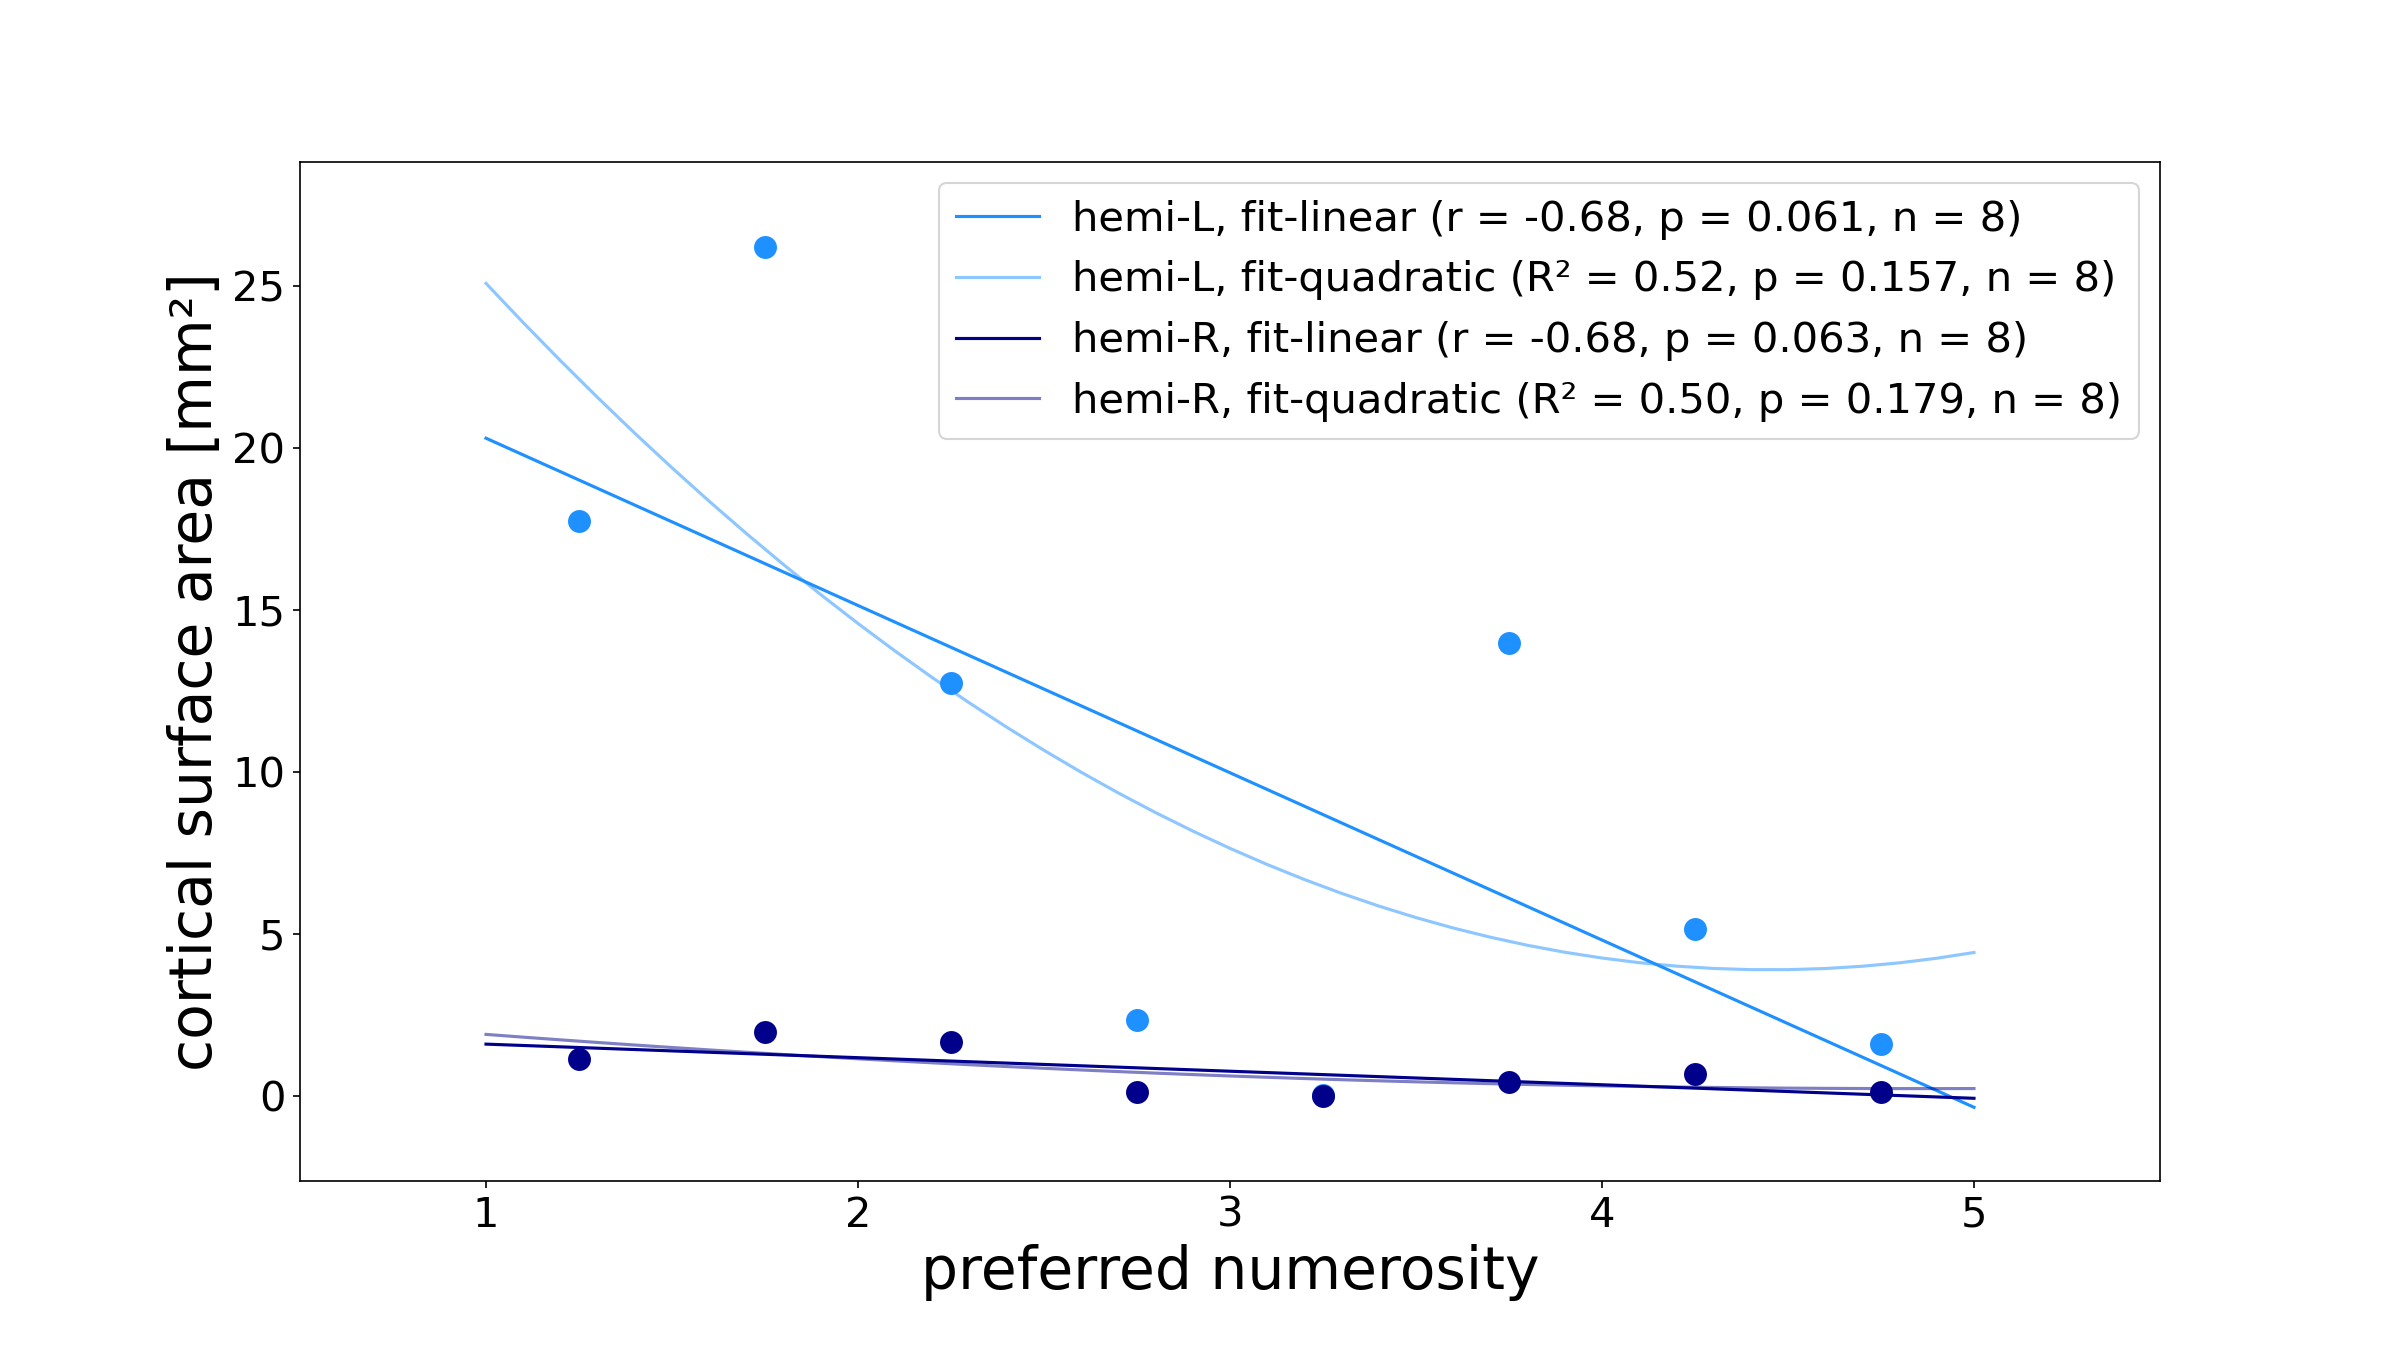 hemi-L, fit-linear (r = -0.68, p = 0.061, n = 8)
hemi-L, fit-quadratic (R² = 0.52, p = 0.157, n = 8)
hemi-R, fit-linear (r = -0.68, p = 0.063, n = 8)
hemi-R, fit-quadratic (R² = 0.50, p = 0.179, n = 8)
cortical surface area [mm²]
25
20
15
10
5
0
1 2 3 4 5
preferred numerosity